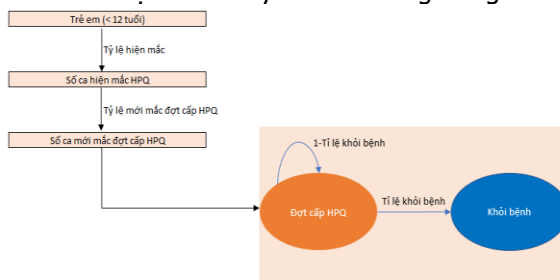 Trẻ em (< 12 tuổi)
Tỷ lệ hiện mắc
Số ca hiện mắc HPQ
Tỷ lệ mới mắc đợt cấp HPQ
Số ca mới mắc đợt cấp HPQ
1-Tỉ lệ khỏi bệnh
Đợt cấp HPQ
Tỉ lệ khỏi bệnh
Khỏi bệnh